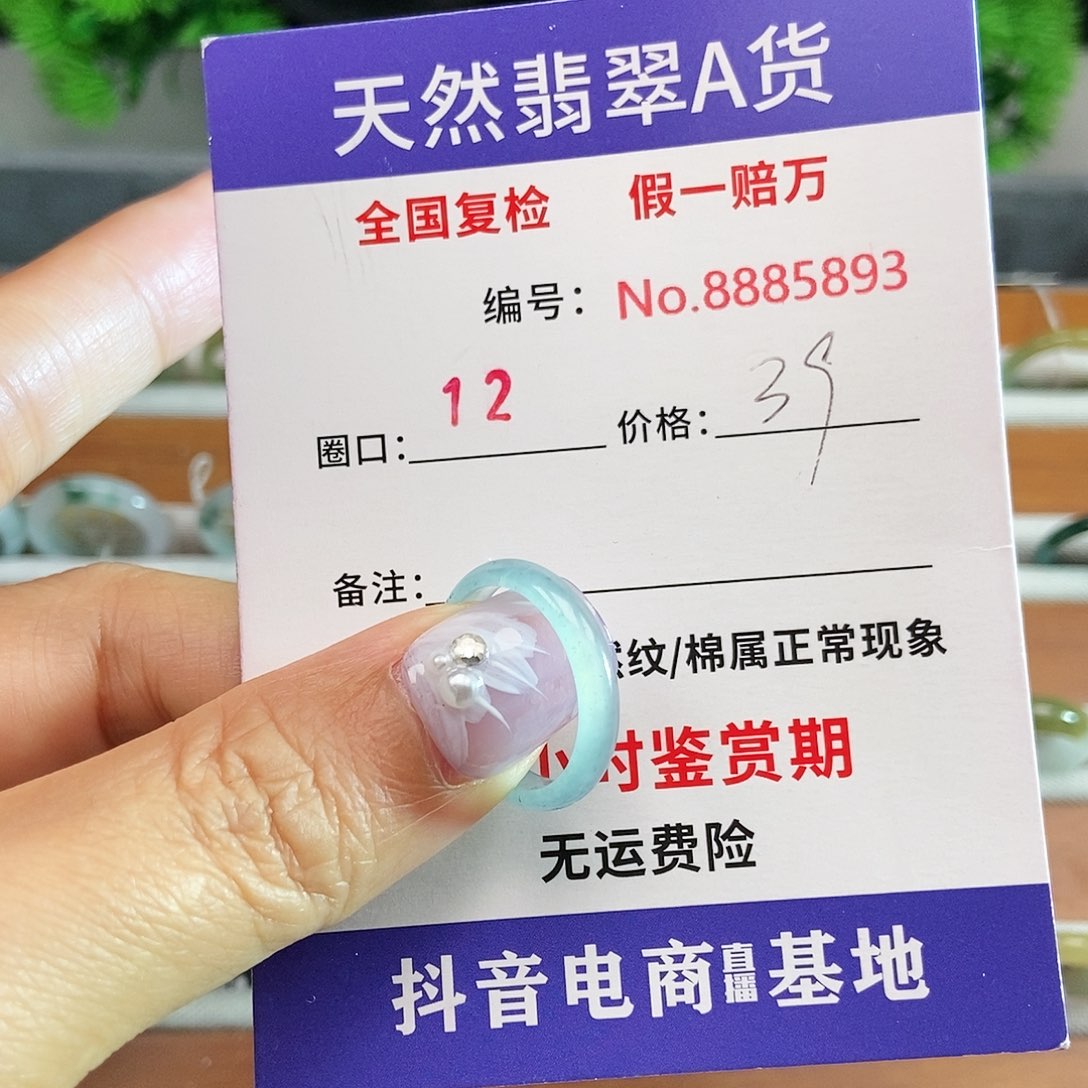 天然翡翠A货
全国复检 假一赔万
编号：No.8885893
圈口：12 价格：39
备注：
纹/棉属正常现象
时鉴赏期
无运费险
抖音电商直播基地